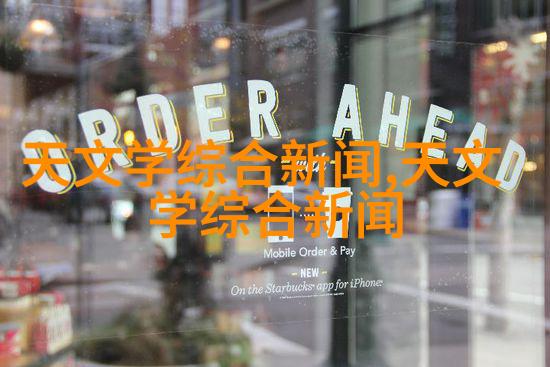 ORDER AHEAD
天文学综合新闻,天文
学综合新闻
Mobile Order & Pay
– NEW –
On the Starbucks® app for iPhone®